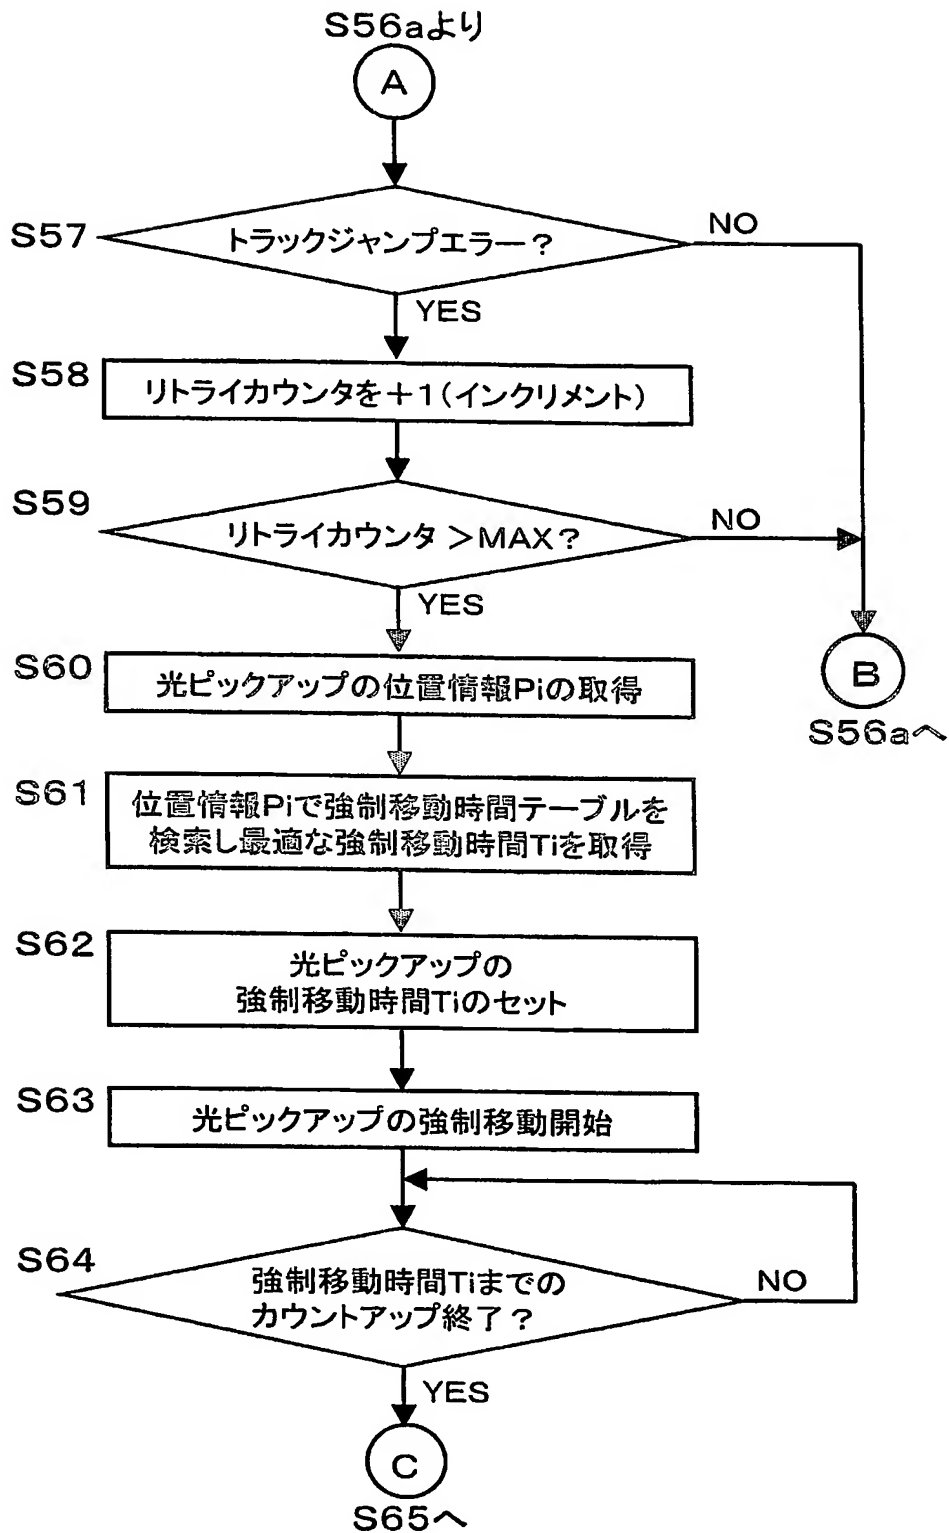 S56aより
A
S57
トラックジャンプエラー？
NO
YES
S58
リトライカウンタを＋1（インクリメント）
S59
リトライカウンタ ＞MAX？
NO
YES
S60
光ピックアップの位置情報Piの取得
B
S56aへ
S61
位置情報Piで強制移動時間テーブルを
検索し最適な強制移動時間Tiを取得
S62
光ピックアップの
強制移動時間Tiのセット
S63
光ピックアップの強制移動開始
S64
強制移動時間Tiまでの
カウントアップ終了？
NO
YES
C
S65へ